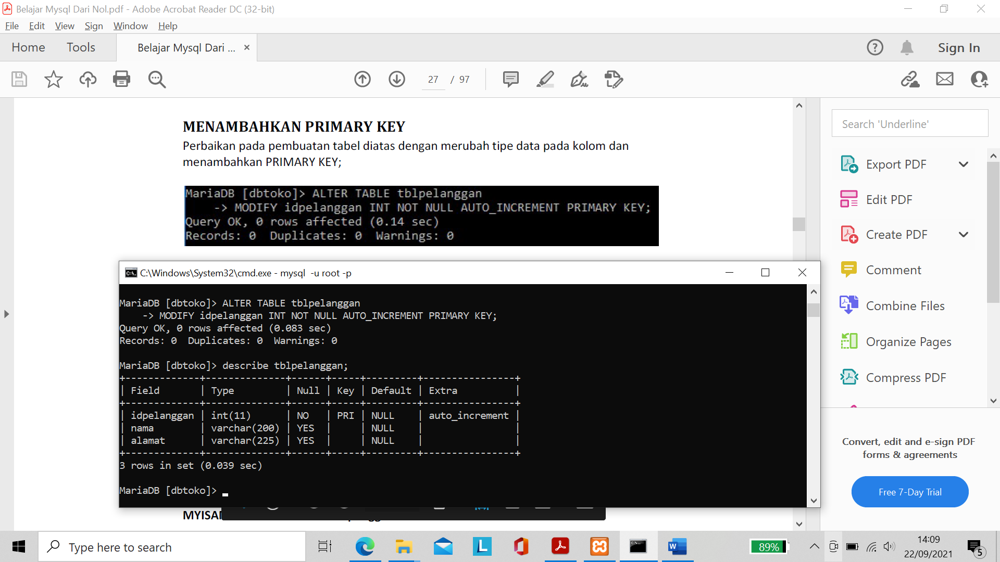 Belajar Mysql Dari Nol.pdf - Adobe Acrobat Reader DC (32-bit)
File Edit View Sign Window Help
Home Tools Belajar Mysql Dari ... × Sign In
27 / 97
MENAMBAHKAN PRIMARY KEY
Perbaikan pada pembuatan tabel diatas dengan merubah tipe data pada kolom dan
menambahkan PRIMARY KEY;
MariaDB [dbtoko]> ALTER TABLE tblpelanggan
-> MODIFY idpelanggan INT NOT NULL AUTO_INCREMENT PRIMARY KEY;
Query OK, 0 rows affected (0.14 sec)
Records: 0 Duplicates: 0 Warnings: 0
C:\Windows\System32\cmd.exe - mysql -u root -p
MariaDB [dbtoko]> ALTER TABLE tblpelanggan
-> MODIFY idpelanggan INT NOT NULL AUTO_INCREMENT PRIMARY KEY;
Query OK, 0 rows affected (0.083 sec)
Records: 0 Duplicates: 0 Warnings: 0
MariaDB [dbtoko]> describe tblpelanggan;
+-------------+--------------+------+-----+---------+----------------+
| Field | Type | Null | Key | Default | Extra |
+-------------+--------------+------+-----+---------+----------------+
| idpelanggan | int(11) | NO | PRI | NULL | auto_increment |
| nama | varchar(200) | YES | | NULL | |
| alamat | varchar(225) | YES | | NULL | |
+-------------+--------------+------+-----+---------+----------------+
3 rows in set (0.039 sec)
MariaDB [dbtoko]>
Search 'Underline'
Export PDF
Edit PDF
Create PDF
Comment
Combine Files
Organize Pages
Compress PDF
Convert, edit and e-sign PDF
forms & agreements
Free 7-Day Trial
Type here to search
89%
14:09
22/09/2021
5